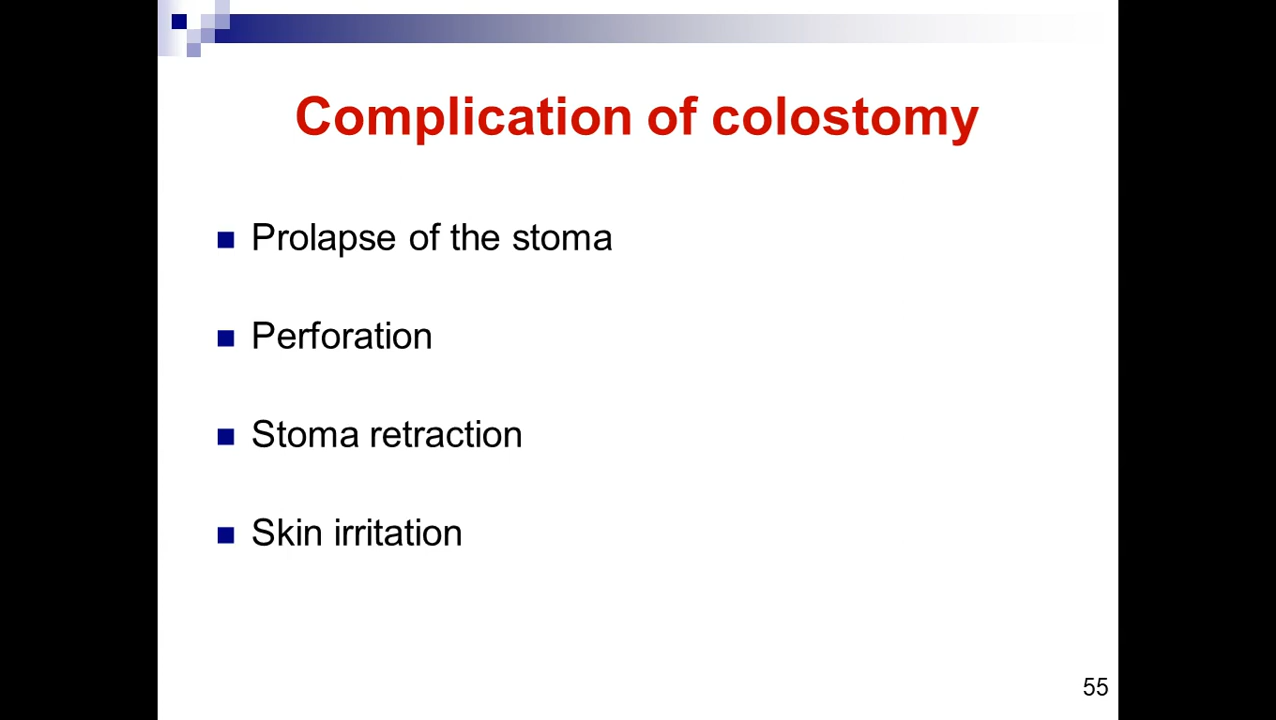 Complication of colostomy
Prolapse of the stoma
Perforation
Stoma retraction
Skin irritation
55